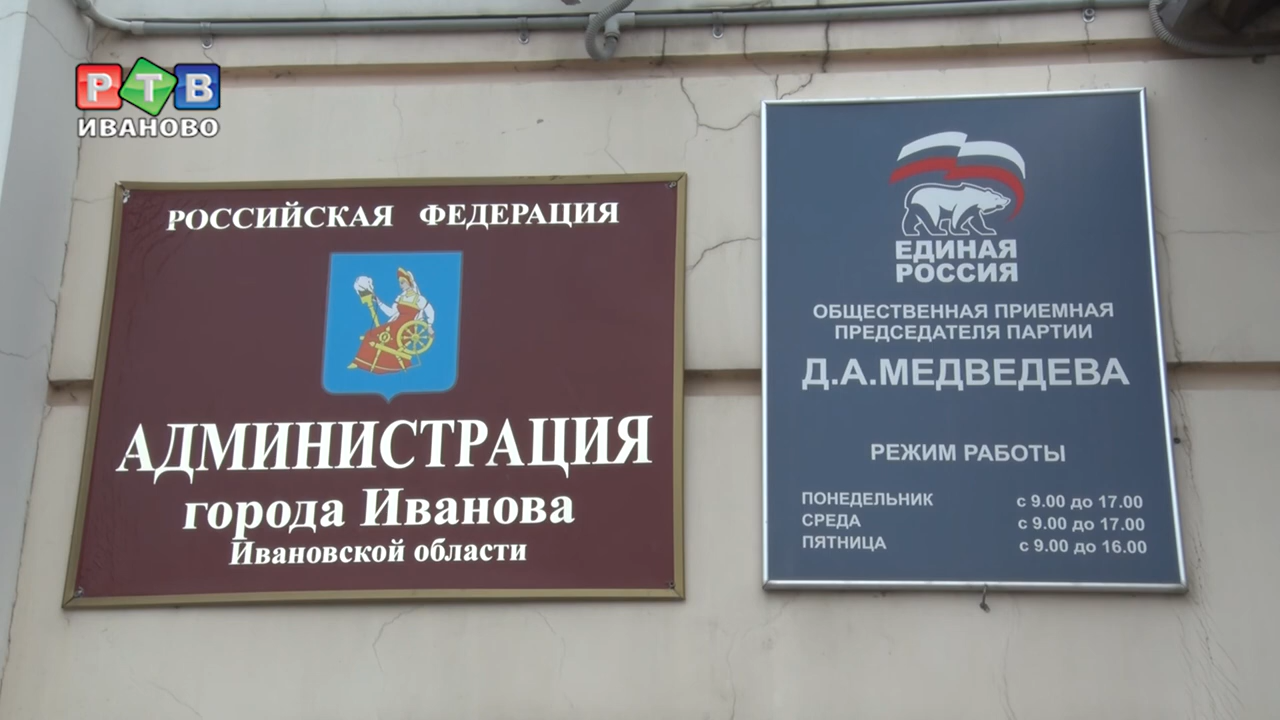 РТВ
ИВАНОВО
РОССИЙСКАЯ ФЕДЕРАЦИЯ
АДМИНИСТРАЦИЯ
города Иванова
Ивановской области
ЕДИНАЯ
РОССИЯ
ОБЩЕСТВЕННАЯ ПРИЕМНАЯ
ПРЕДСЕДАТЕЛЯ ПАРТИИ
Д.А.МЕДВЕДЕВА
РЕЖИМ РАБОТЫ
ПОНЕДЕЛЬНИК с 9.00 до 17.00
СРЕДА с 9.00 до 17.00
ПЯТНИЦА с 9.00 до 16.00